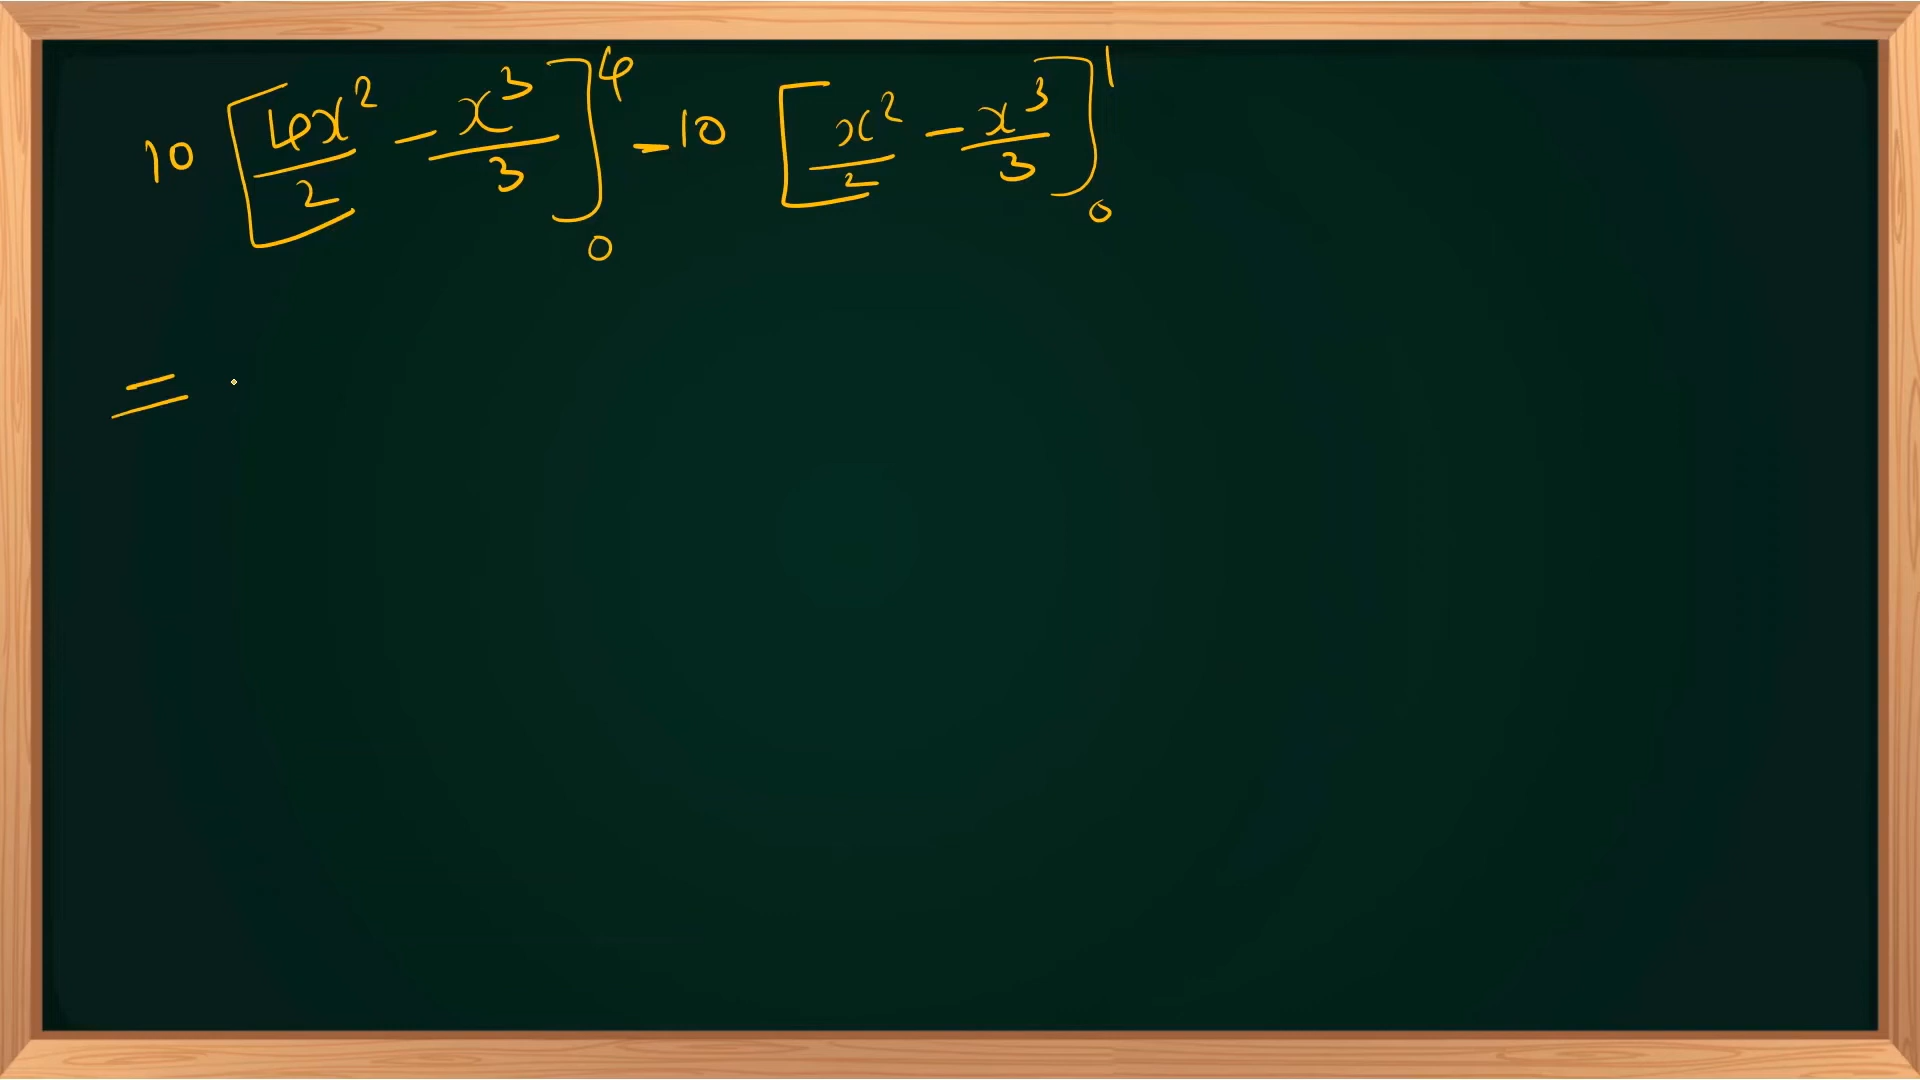 10 [4x²/2 - x³/3]₀⁴ - 10 [x²/2 - x³/3]₀¹
=